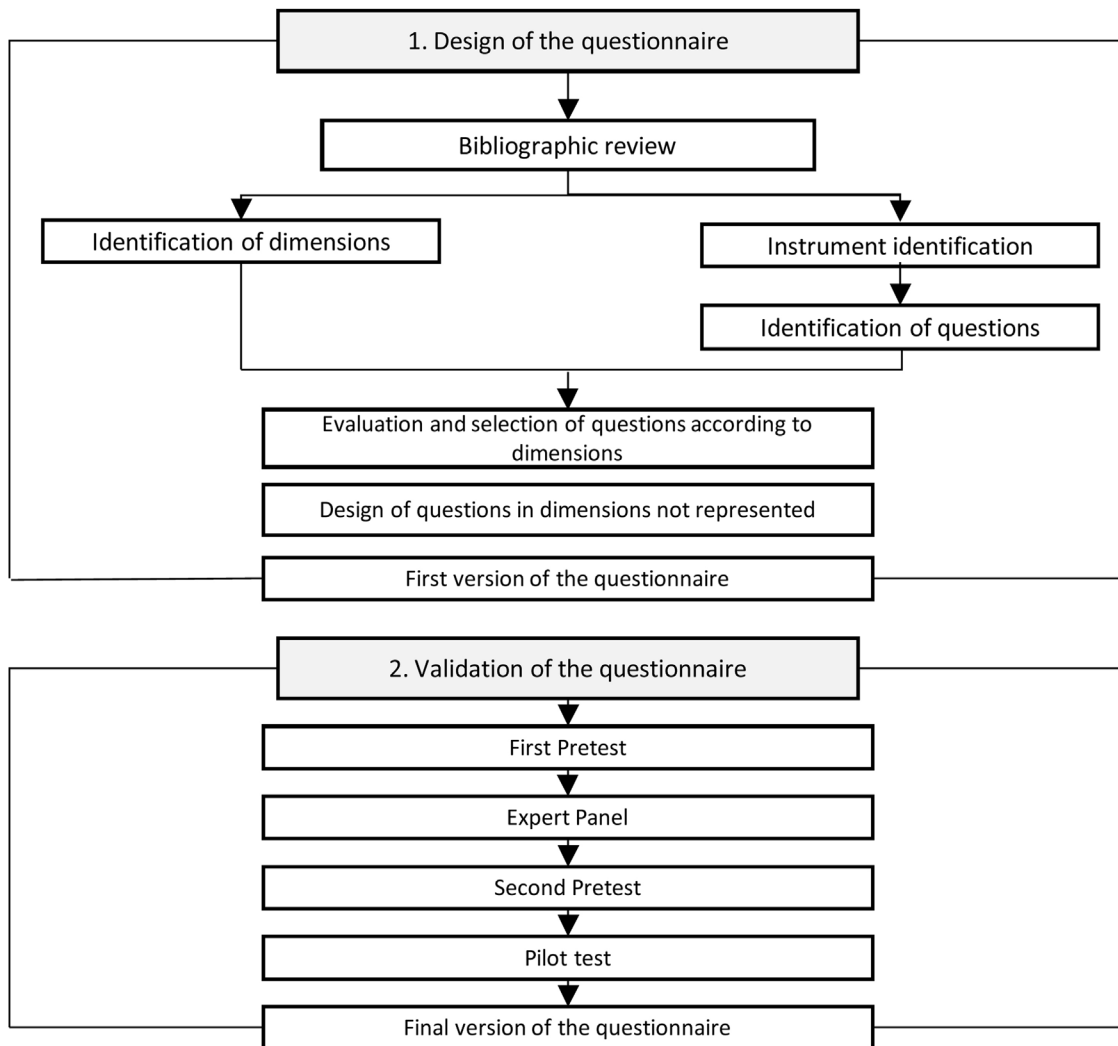 1. Design of the questionnaire
Bibliographic review
Identification of dimensions
Instrument identification
Identification of questions
Evaluation and selection of questions according to
dimensions
Design of questions in dimensions not represented
First version of the questionnaire
2. Validation of the questionnaire
First Pretest
Expert Panel
Second Pretest
Pilot test
Final version of the questionnaire